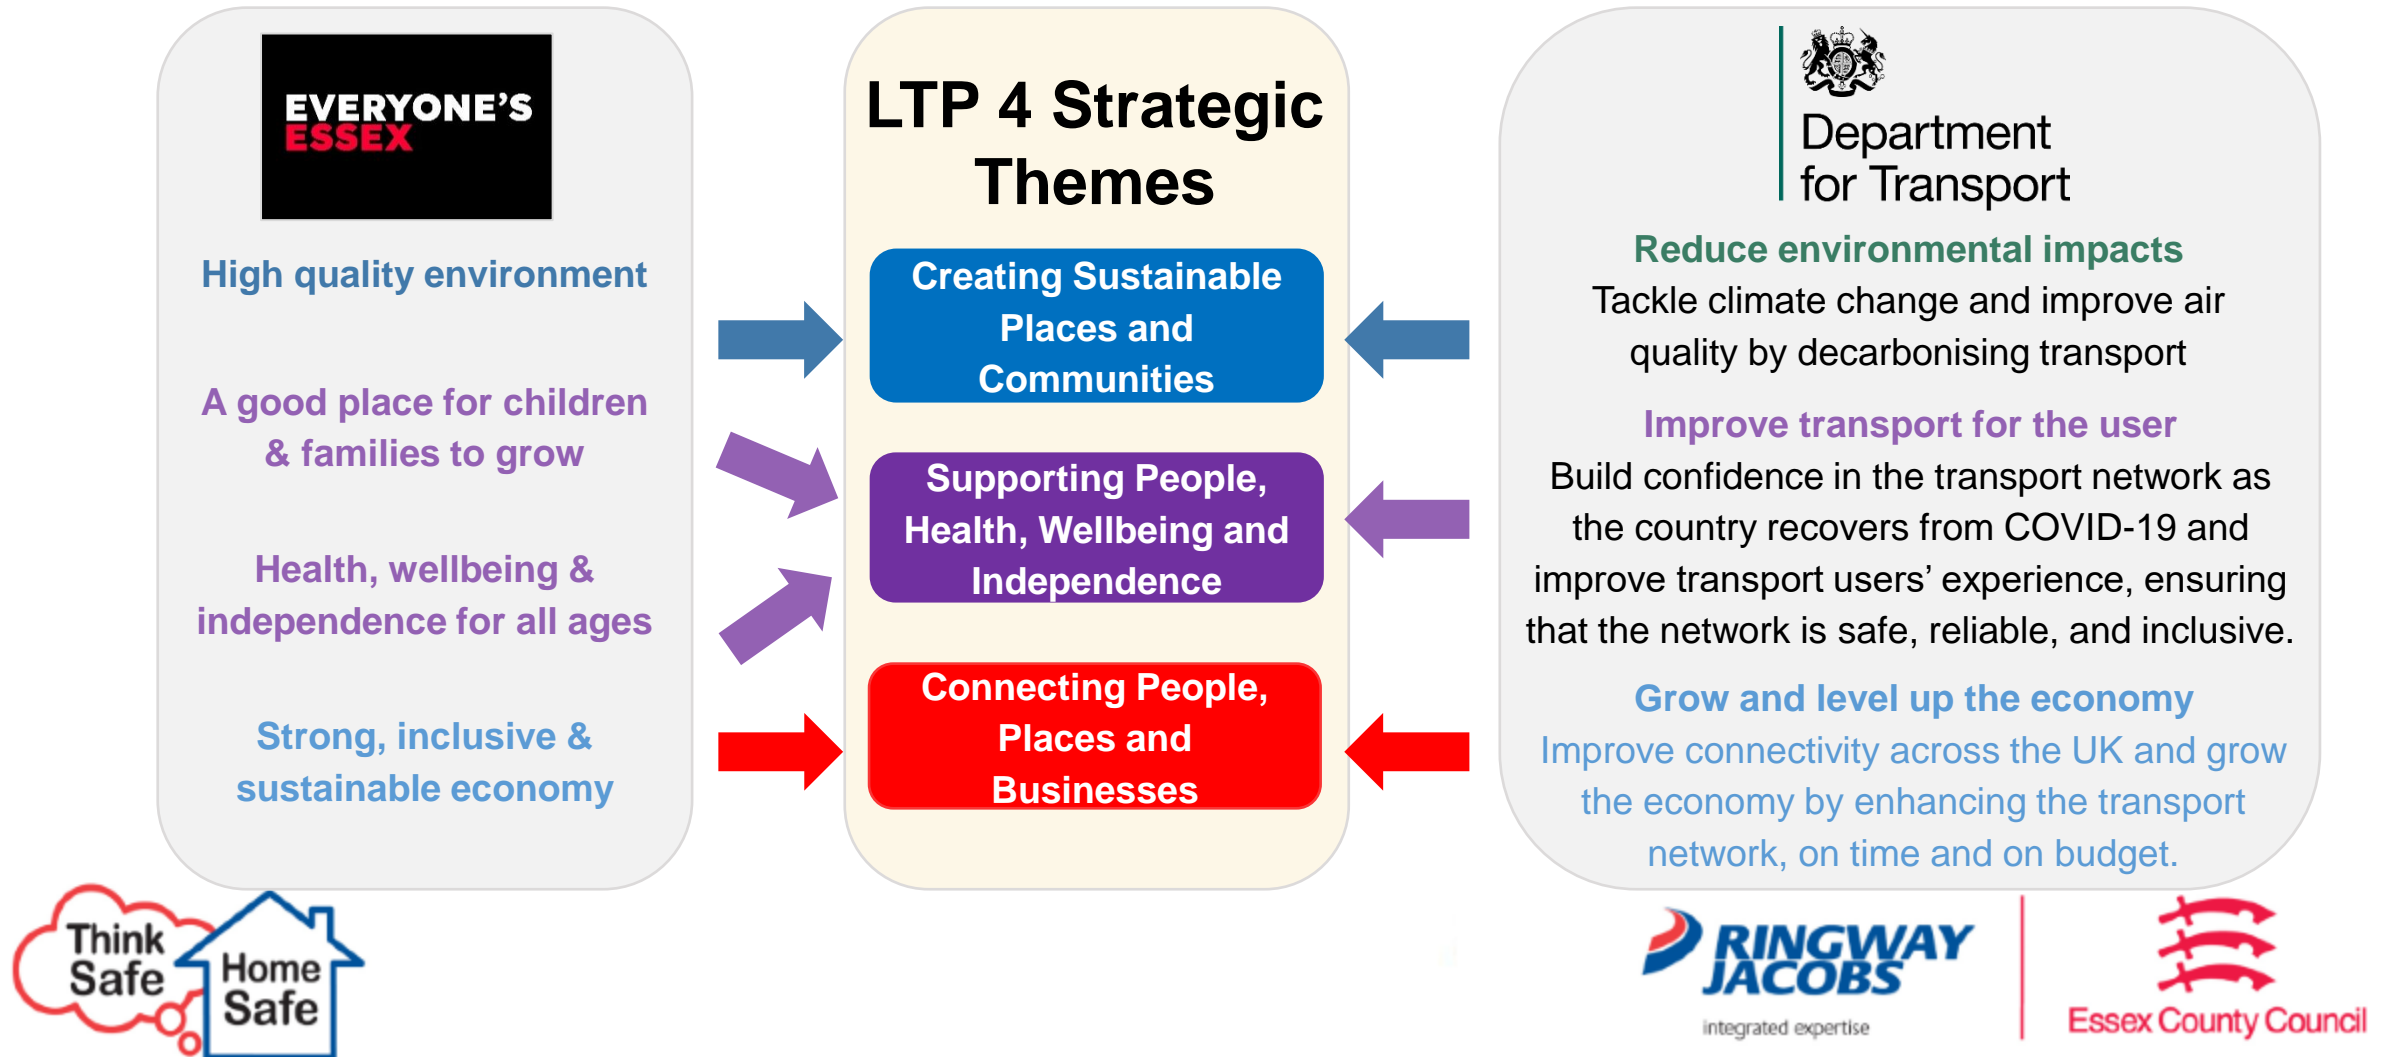 EVERYONE'S
ESSEX
High quality environment
A good place for children
& families to grow
Health, wellbeing &
independence for all ages
Strong, inclusive &
sustainable economy
LTP 4 Strategic
Themes
Creating Sustainable
Places and
Communities
Supporting People,
Health, Wellbeing and
Independence
Connecting People,
Places and
Businesses
Department
for Transport
Reduce environmental impacts
Tackle climate change and improve air
quality by decarbonising transport
Improve transport for the user
Build confidence in the transport network as
the country recovers from COVID-19 and
improve transport users’ experience, ensuring
that the network is safe, reliable, and inclusive.
Grow and level up the economy
Improve connectivity across the UK and grow
the economy by enhancing the transport
network, on time and on budget.
Think
Safe
Home
Safe
RINGWAY
JACOBS
integrated expertise
Essex County Council